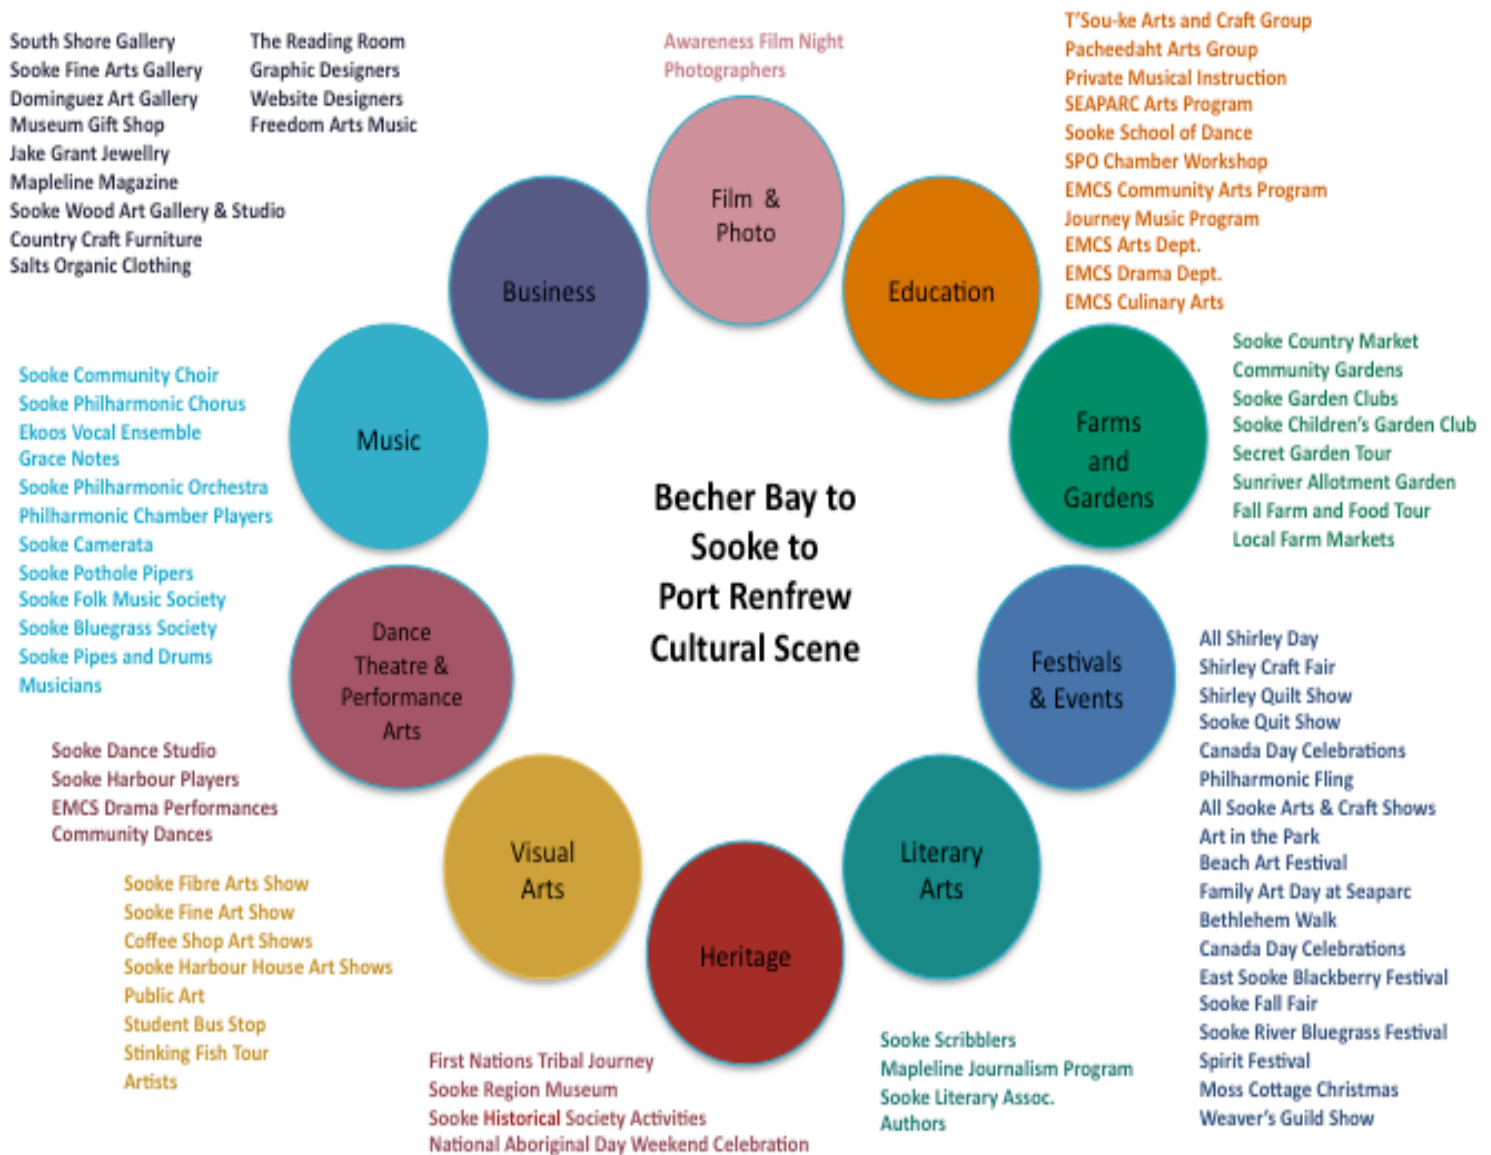 South Shore Gallery
Sooke Fine Arts Gallery
Dominguez Art Gallery
Museum Gift Shop
Jake Grant Jewellry
Mapleline Magazine
Sooke Wood Art Gallery & Studio
Country Craft Furniture
Salts Organic Clothing
The Reading Room
Graphic Designers
Website Designers
Freedom Arts Music
Awareness Film Night
Photographers
T'Sou-ke Arts and Craft Group
Pacheedaht Arts Group
Private Musical Instruction
SEAPARC Arts Program
Sooke School of Dance
SPO Chamber Workshop
EMCS Community Arts Program
Journey Music Program
EMCS Arts Dept.
EMCS Drama Dept.
EMCS Culinary Arts
Film &
Photo
Business
Education
Sooke Country Market
Community Gardens
Sooke Garden Clubs
Sooke Children's Garden Club
Secret Garden Tour
Sunriver Allotment Garden
Fall Farm and Food Tour
Local Farm Markets
Farms
and
Gardens
Music
Sooke Community Choir
Sooke Philharmonic Chorus
Ekoos Vocal Ensemble
Grace Notes
Sooke Philharmonic Orchestra
Philharmonic Chamber Players
Sooke Camerata
Sooke Pothole Pipers
Sooke Folk Music Society
Sooke Bluegrass Society
Sooke Pipes and Drums
Musicians
Becher Bay to
Sooke to
Port Renfrew
Cultural Scene
Dance
Theatre &
Performance
Arts
Festivals
& Events
All Shirley Day
Shirley Craft Fair
Shirley Quilt Show
Sooke Quit Show
Canada Day Celebrations
Philharmonic Fling
All Sooke Arts & Craft Shows
Art in the Park
Beach Art Festival
Family Art Day at Seaparc
Bethlehem Walk
Canada Day Celebrations
East Sooke Blackberry Festival
Sooke Fall Fair
Sooke River Bluegrass Festival
Spirit Festival
Moss Cottage Christmas
Weaver's Guild Show
Sooke Dance Studio
Sooke Harbour Players
EMCS Drama Performances
Community Dances
Visual
Arts
Literary
Arts
Heritage
Sooke Fibre Arts Show
Sooke Fine Art Show
Coffee Shop Art Shows
Sooke Harbour House Art Shows
Public Art
Student Bus Stop
Stinking Fish Tour
Artists
First Nations Tribal Journey
Sooke Region Museum
Sooke Historical Society Activities
National Aboriginal Day Weekend Celebration
Sooke Scribblers
Mapleline Journalism Program
Sooke Literary Assoc.
Authors